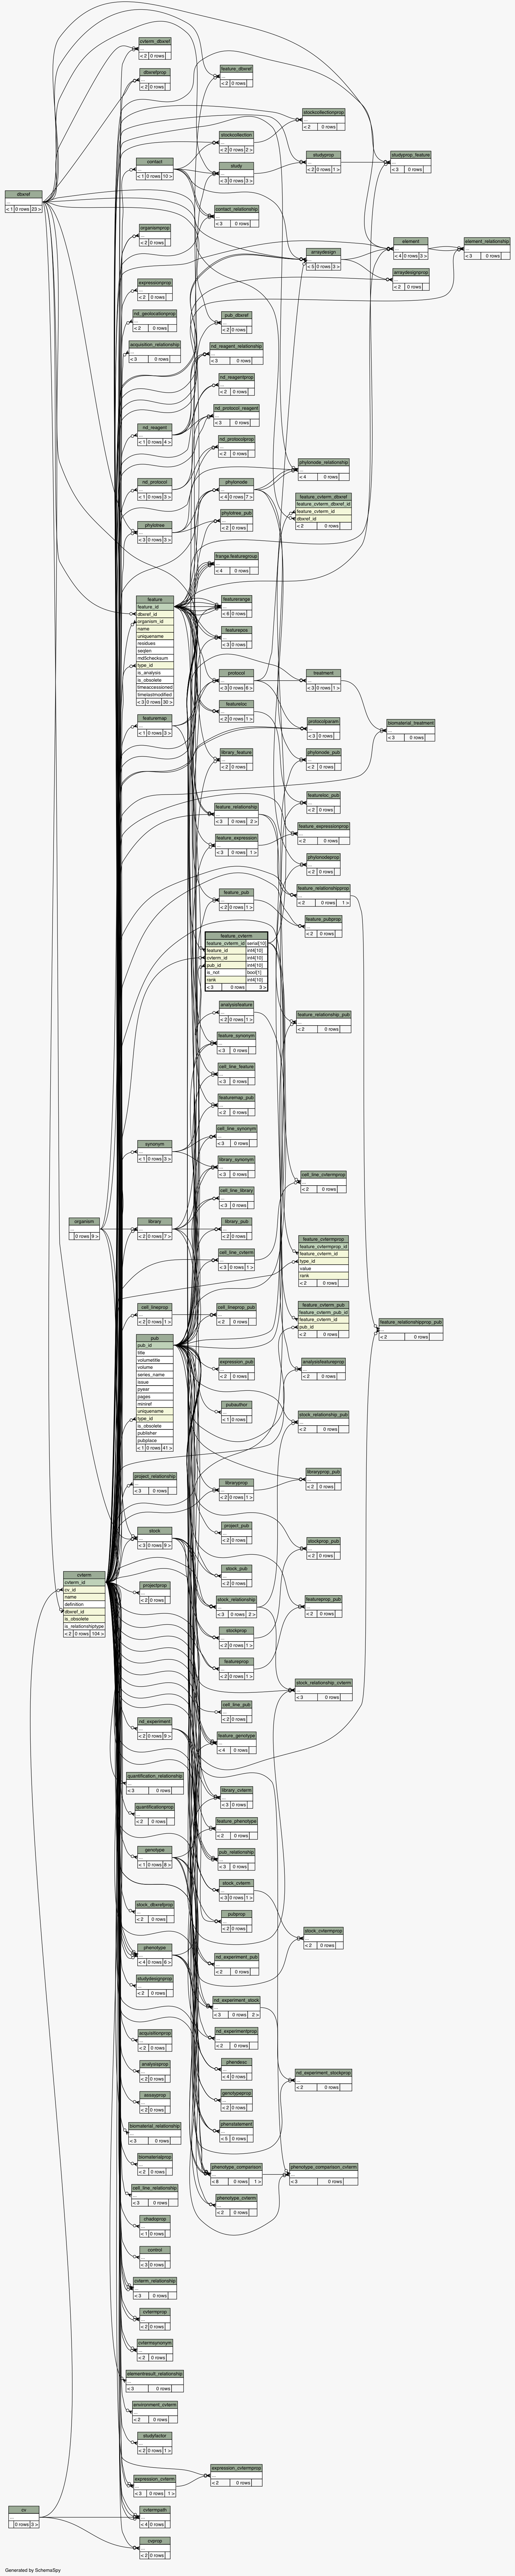 cvterm_dbxref
...
< 2 0 rows
dbxrefprop
...
< 2 0 rows
feature_dbxref
...
< 2 0 rows
stockcollectionprop
...
< 2 0 rows
stockcollection
...
< 2 0 rows 2 >
contact
...
< 1 0 rows 10 >
study
...
< 3 0 rows 3 >
studyprop
...
< 2 0 rows 1 >
studyprop_feature
...
< 3 0 rows
dbxref
...
< 1 0 rows 23 >
contact_relationship
...
< 3 0 rows
organismprop
...
< 2 0 rows
arraydesign
...
< 5 0 rows 3 >
element
...
< 4 0 rows 3 >
element_relationship
...
< 3 0 rows
arraydesignprop
...
< 2 0 rows
expressionprop
...
< 2 0 rows
nd_geolocationprop
...
< 2 0 rows
pub_dbxref
...
< 2 0 rows
acquisition_relationship
...
< 3 0 rows
nd_reagent_relationship
...
< 3 0 rows
nd_reagentprop
...
< 2 0 rows
nd_protocol_reagent
...
< 3 0 rows
nd_reagent
...
< 1 0 rows 4 >
nd_protocolprop
...
< 2 0 rows
phylonode_relationship
...
< 4 0 rows
nd_protocol
...
< 1 0 rows 3 >
phylonode
...
< 4 0 rows 7 >
feature_cvterm_dbxref
feature_cvterm_dbxref_id
feature_cvterm_id
dbxref_id
< 2 0 rows
phylotree
...
< 3 0 rows 3 >
phylotree_pub
...
< 2 0 rows
frange.featuregroup
...
< 4 0 rows
feature
feature_id
dbxref_id
organism_id
name
uniquename
residues
seqlen
md5checksum
type_id
is_analysis
is_obsolete
timeaccessioned
timelastmodified
< 3 0 rows 30 >
featurerange
...
< 6 0 rows
featurepos
...
< 3 0 rows
protocol
...
< 3 0 rows 6 >
treatment
...
< 3 0 rows 1 >
featureloc
...
< 2 0 rows 1 >
featuremap
...
< 1 0 rows 3 >
protocolparam
...
< 3 0 rows
biomaterial_treatment
...
< 3 0 rows
library_feature
...
< 2 0 rows
phylonode_pub
...
< 2 0 rows
featureloc_pub
...
< 2 0 rows
feature_relationship
...
< 3 0 rows 2 >
feature_expressionprop
...
< 2 0 rows
feature_expression
...
< 3 0 rows 1 >
phylonodeprop
...
< 2 0 rows
feature_pub
...
< 2 0 rows 1 >
feature_relationshipprop
...
< 2 0 rows 1 >
feature_pubprop
...
< 2 0 rows
feature_cvterm
feature_cvterm_id serial[10]
feature_id int4[10]
cvterm_id int4[10]
pub_id int4[10]
is_not bool[1]
rank int4[10]
< 3 0 rows 3 >
analysisfeature
...
< 2 0 rows 1 >
feature_relationship_pub
...
< 2 0 rows
feature_synonym
...
< 3 0 rows
cell_line_feature
...
< 3 0 rows
featuremap_pub
...
< 2 0 rows
cell_line_synonym
...
< 3 0 rows
synonym
...
< 1 0 rows 3 >
library_synonym
...
< 3 0 rows
cell_line_cvtermprop
...
< 2 0 rows
cell_line_library
...
< 3 0 rows
organism
...
0 rows 9 >
library
...
< 2 0 rows 7 >
library_pub
...
< 2 0 rows
feature_cvtermprop
feature_cvtermprop_id
feature_cvterm_id
type_id
value
rank
< 2 0 rows
cell_line_cvterm
...
< 3 0 rows 1 >
cell_lineprop
...
< 2 0 rows 1 >
cell_lineprop_pub
...
< 2 0 rows
feature_cvterm_pub
feature_cvterm_pub_id
feature_cvterm_id
pub_id
< 2 0 rows
feature_relationshipprop_pub
...
< 2 0 rows
pub
pub_id
title
volumetitle
volume
series_name
issue
pyear
pages
miniref
uniquename
type_id
is_obsolete
publisher
pubplace
< 1 0 rows 41 >
expression_pub
...
< 2 0 rows
analysisfeatureprop
...
< 2 0 rows
pubauthor
...
< 1 0 rows
stock_relationship_pub
...
< 2 0 rows
project_relationship
...
< 3 0 rows
libraryprop
...
< 2 0 rows 1 >
libraryprop_pub
...
< 2 0 rows
stock
...
< 3 0 rows 9 >
project_pub
...
< 2 0 rows
stockprop_pub
...
< 2 0 rows
cvterm
cvterm_id
cv_id
name
definition
dbxref_id
is_obsolete
is_relationshiptype
< 2 0 rows 104 >
stock_pub
...
< 2 0 rows
projectprop
...
< 2 0 rows
stock_relationship
...
< 3 0 rows 2 >
featureprop_pub
...
< 2 0 rows
stockprop
...
< 2 0 rows 1 >
featureprop
...
< 2 0 rows 1 >
stock_relationship_cvterm
...
< 3 0 rows
cell_line_pub
...
< 2 0 rows
nd_experiment
...
< 2 0 rows 9 >
feature_genotype
...
< 4 0 rows
quantification_relationship
...
< 3 0 rows
library_cvterm
...
< 3 0 rows
quantificationprop
...
< 2 0 rows
feature_phenotype
...
< 2 0 rows
genotype
...
< 1 0 rows 8 >
pub_relationship
...
< 3 0 rows
stock_cvterm
...
< 3 0 rows 1 >
stock_dbxrefprop
...
< 2 0 rows
pubprop
...
< 2 0 rows
stock_cvtermprop
...
< 2 0 rows
phenotype
...
< 4 0 rows 6 >
nd_experiment_pub
...
< 2 0 rows
studydesignprop
...
< 2 0 rows
nd_experiment_stock
...
< 3 0 rows 2 >
acquisitionprop
...
< 2 0 rows
nd_experimentprop
...
< 2 0 rows
analysisprop
...
< 2 0 rows
phendesc
...
< 4 0 rows
nd_experiment_stockprop
...
< 2 0 rows
assayprop
...
< 2 0 rows
genotypeprop
...
< 2 0 rows
biomaterial_relationship
...
< 3 0 rows
phenstatement
...
< 5 0 rows
biomaterialprop
...
< 2 0 rows
phenotype_comparison
...
< 8 0 rows 1 >
phenotype_comparison_cvterm
...
< 3 0 rows
cell_line_relationship
...
< 3 0 rows
phenotype_cvterm
...
< 2 0 rows
chadoprop
...
< 1 0 rows
control
...
< 3 0 rows
cvterm_relationship
...
< 3 0 rows
cvtermprop
...
< 2 0 rows
cvtermsynonym
...
< 2 0 rows
elementresult_relationship
...
< 3 0 rows
environment_cvterm
...
< 2 0 rows
studyfactor
...
< 2 0 rows 1 >
expression_cvterm
...
< 3 0 rows 1 >
expression_cvtermprop
...
< 2 0 rows
cv
...
0 rows 3 >
cvtermpath
...
< 4 0 rows
cvprop
...
< 2 0 rows
Generated by SchemaSpy